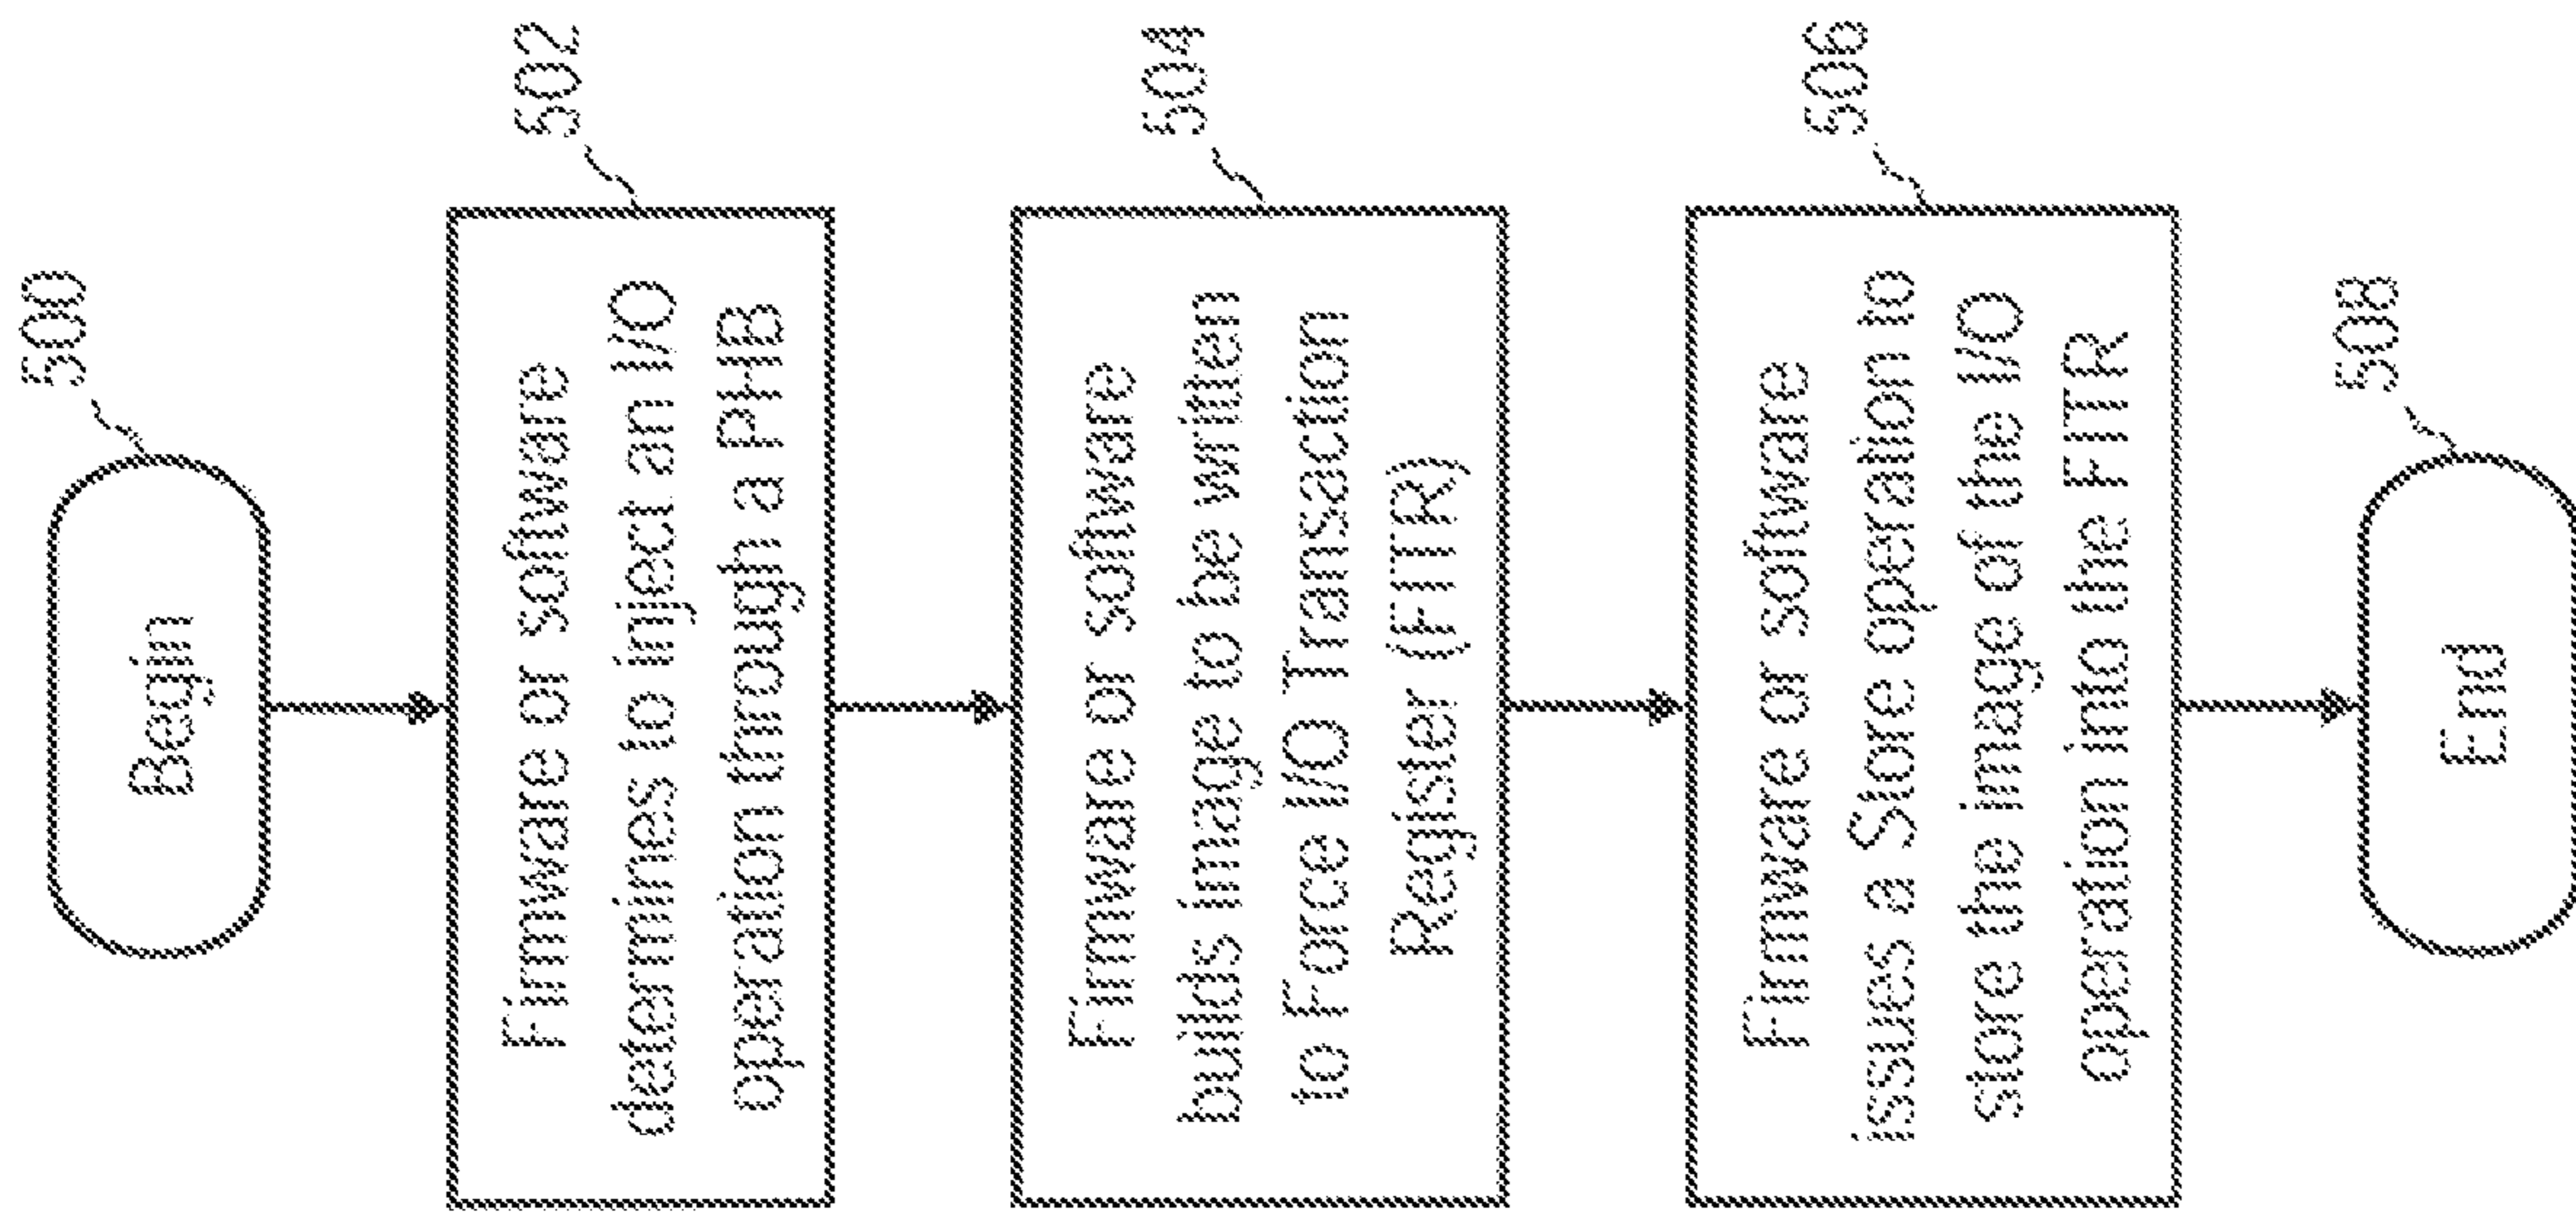 500
Begin
502
Firmware or software
determines to inject an I/O
operation through a PHB
504
Firmware or software
builds image to be written
to Force I/O Transaction
Register (FITR)
506
Firmware or software
issues a Store operation to
store the image of the I/O
operation into the FITR
508
End